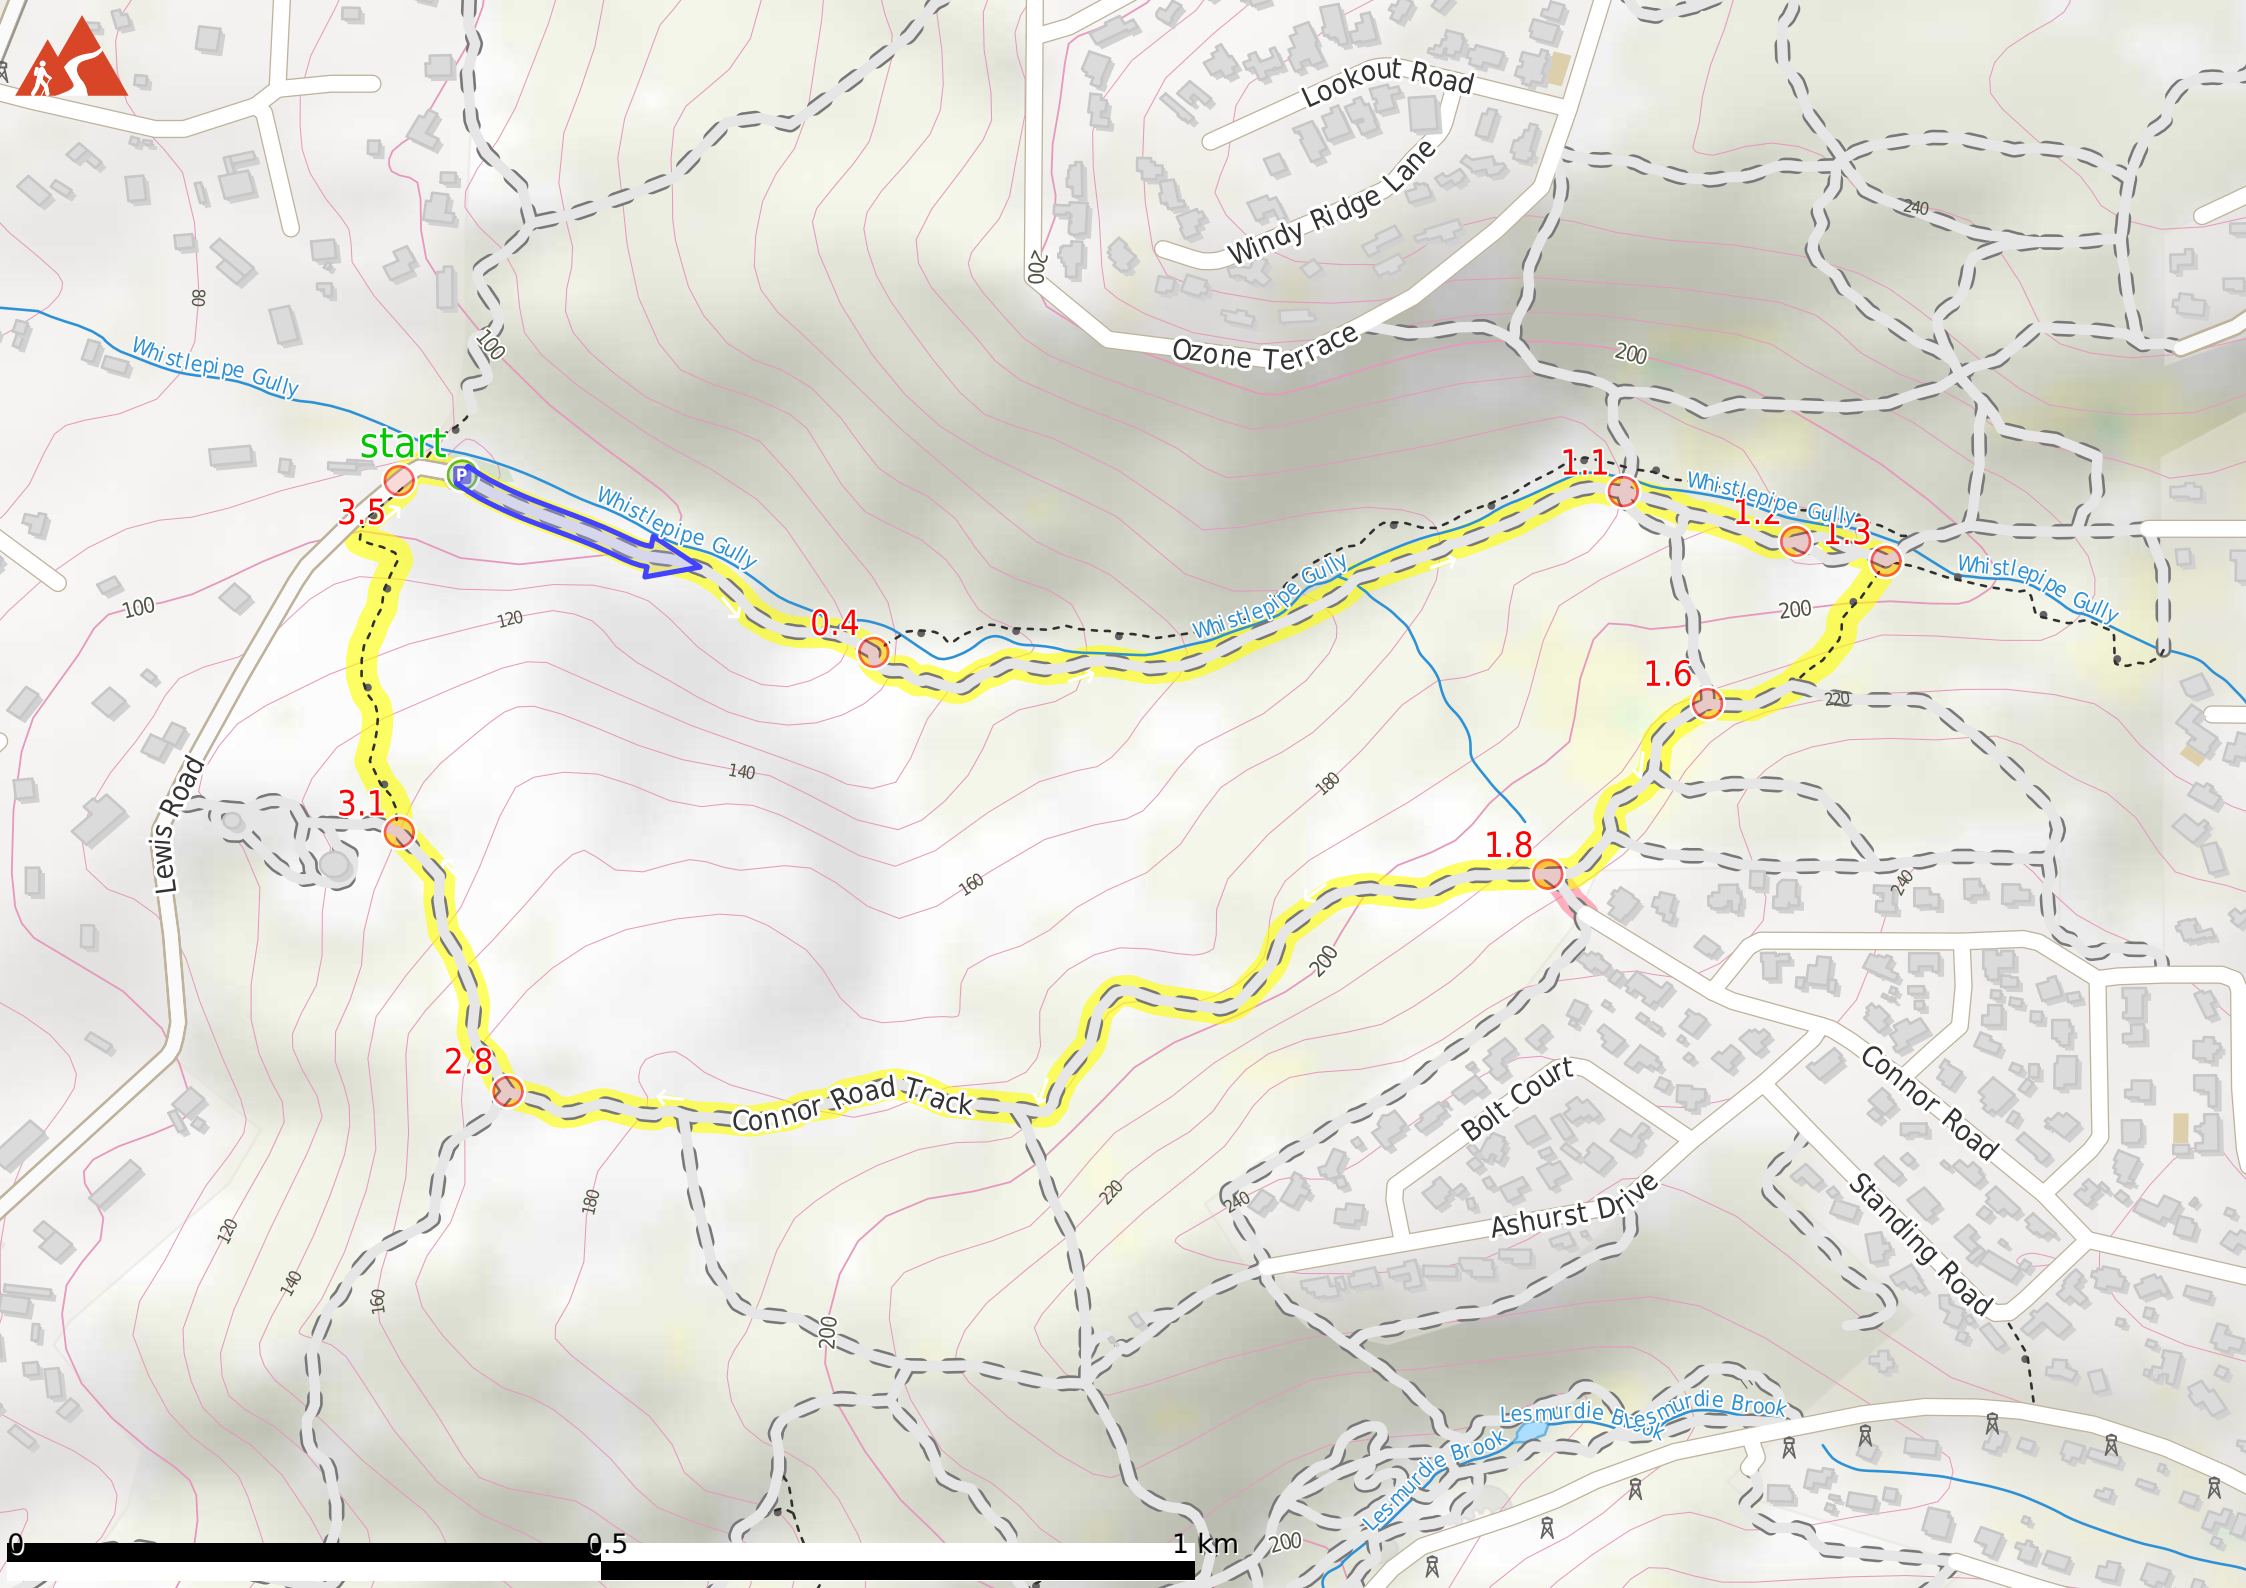 Lookout Road
Windy Ridge Lane
240
200
80
Ozone Terrace
200
100
Whistlepipe Gully
start
P
1.1
Whistlepipe Gully
3.5
Whistlepipe Gully
1.2
1.3
Whistlepipe Gully
Whistlepipe Gully
100
120
0.4
200
1.6
220
140
180
Lewis Road
3.1
1.8
160
240
200
2.8
Connor Road Track
Connor Road
Bolt Court
180
220
240
Ashurst Drive
Standing Road
120
140
160
200
Lesmurdie Brook
Lesmurdie Brook
Lesmurdie Brook
200
0
0.5
1 km